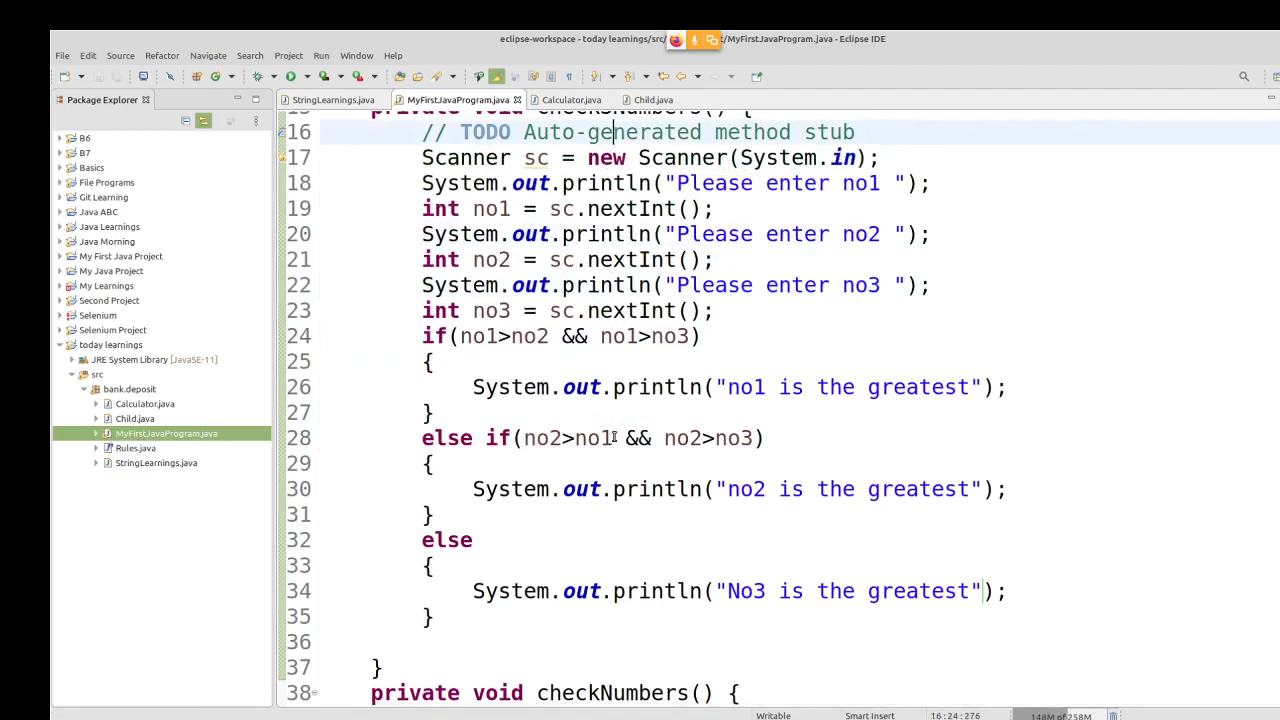 eclipse-workspace - today learnings/src/ t/MyFirstJavaProgram.java - Eclipse IDE
File Edit Source Refactor Navigate Search Project Run Window Help
Package Explorer
StringLearnings.java MyFirstJavaProgram.java Calculator.java Child.java
B6
B7
Basics
File Programs
Git Learning
Java ABC
Java Learnings
Java Morning
My First Java Project
My Java Project
My Learnings
Second Project
Selenium
Selenium Project
today learnings
JRE System Library [JavaSE-11]
src
bank.deposit
Calculator.java
Child.java
MyFirstJavaProgram.java
Rules.java
StringLearnings.java
15 private void check3Numbers() {
16 // TODO Auto-generated method stub
17 Scanner sc = new Scanner(System.in);
18 System.out.println("Please enter no1 ");
19 int no1 = sc.nextInt();
20 System.out.println("Please enter no2 ");
21 int no2 = sc.nextInt();
22 System.out.println("Please enter no3 ");
23 int no3 = sc.nextInt();
24 if(no1>no2 && no1>no3)
25 {
26 System.out.println("no1 is the greatest");
27 }
28 else if(no2>no1 && no2>no3)
29 {
30 System.out.println("no2 is the greatest");
31 }
32 else
33 {
34 System.out.println("No3 is the greatest");
35 }
36
37 }
38 private void checkNumbers() {
Writable Smart Insert 16:24:276 148M of 258M